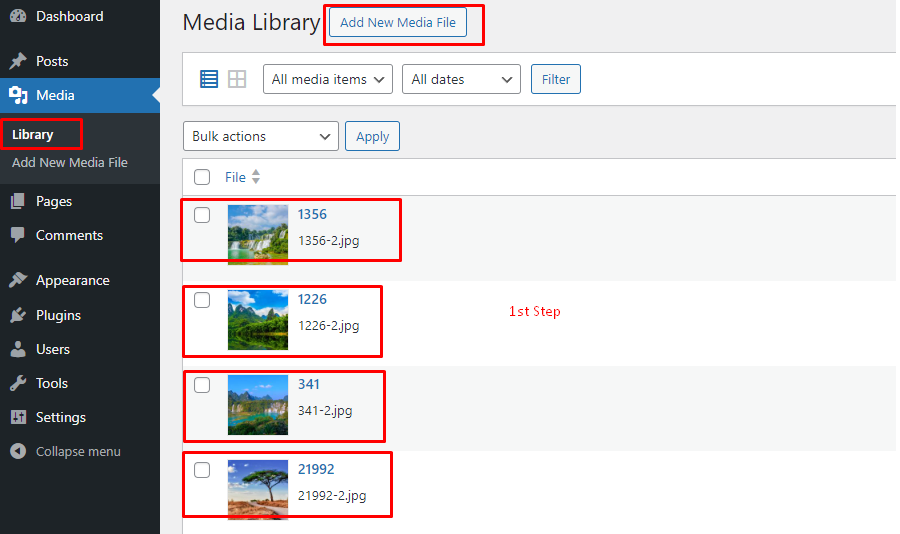 Dashboard
Posts
Media
Library
Add New Media File
Pages
Comments
Appearance
Plugins
Users
Tools
Settings
Collapse menu
Media Library Add New Media File
All media items All dates Filter
Bulk actions Apply
File
1356
1356-2.jpg
1226
1226-2.jpg
1st Step
341
341-2.jpg
21992
21992-2.jpg